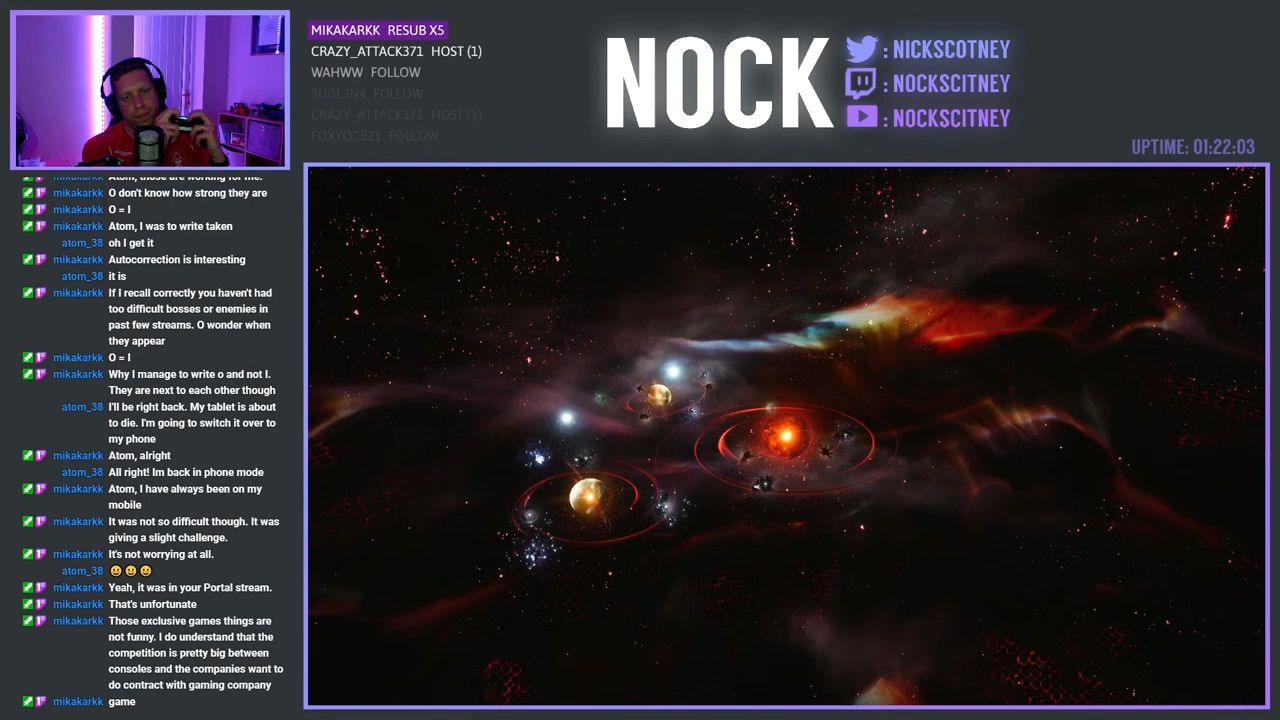 MIKAKARKK RESUB X5
CRAZY_ATTACK371 HOST (1)
WAHWW FOLLOW
3UGL3N4 FOLLOW
CRAZY_ATTACK371 HOST (1)
FOXYOCE21 FOLLOW
NOCK
: NICKSCOTNEY
: NOCKSCITNEY
: NOCKSCITNEY
UPTIME: 01:22:03
mikakarkk Atom, those are working for me.
mikakarkk O don't know how strong they are
mikakarkk O = I
mikakarkk Atom, I was to write taken
atom_38 oh I get it
mikakarkk Autocorrection is interesting
atom_38 it is
mikakarkk If I recall correctly you haven't had
too difficult bosses or enemies in
past few streams. O wonder when
they appear
mikakarkk O = I
mikakarkk Why I manage to write o and not I.
They are next to each other though
atom_38 I'll be right back. My tablet is about
to die. I'm going to switch it over to
my phone
mikakarkk Atom, alright
atom_38 All right! Im back in phone mode
mikakarkk Atom, I have always been on my
mobile
mikakarkk It was not so difficult though. It was
giving a slight challenge.
mikakarkk It's not worrying at all.
atom_38 😀😀😀
mikakarkk Yeah, it was in your Portal stream.
mikakarkk That's unfortunate
mikakarkk Those exclusive games things are
not funny. I do understand that the
competition is pretty big between
consoles and the companies want to
do contract with gaming company
mikakarkk game